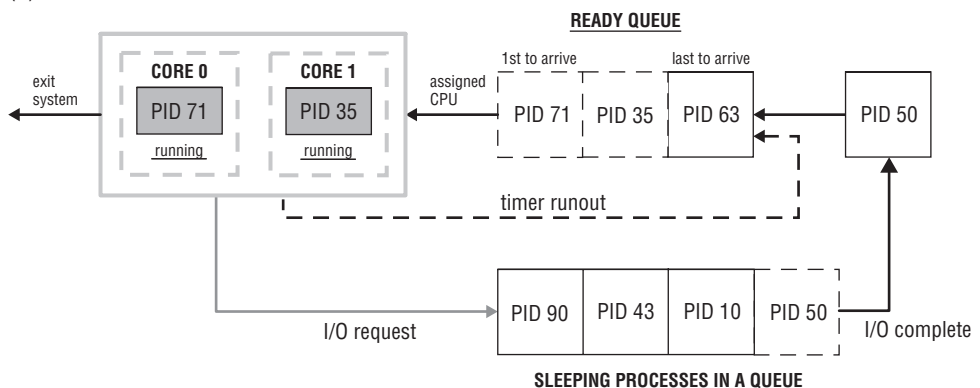 READY QUEUE
1st to arrive
last to arrive
CORE 0
CORE 1
exit
system
assigned
CPU
PID 71
PID 35
PID 71
PID 35
PID 63
PID 50
running
running
timer runout
PID 90
PID 43
PID 10
PID 50
I/O request
I/O complete
SLEEPING PROCESSES IN A QUEUE